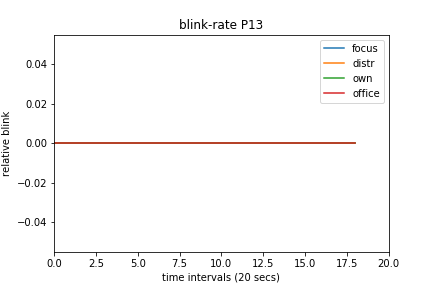 blink-rate P13
focus
distr
own
office
0.04
0.02
0.00
−0.02
−0.04
relative blink
0.0 2.5 5.0 7.5 10.0 12.5 15.0 17.5 20.0
time intervals (20 secs)